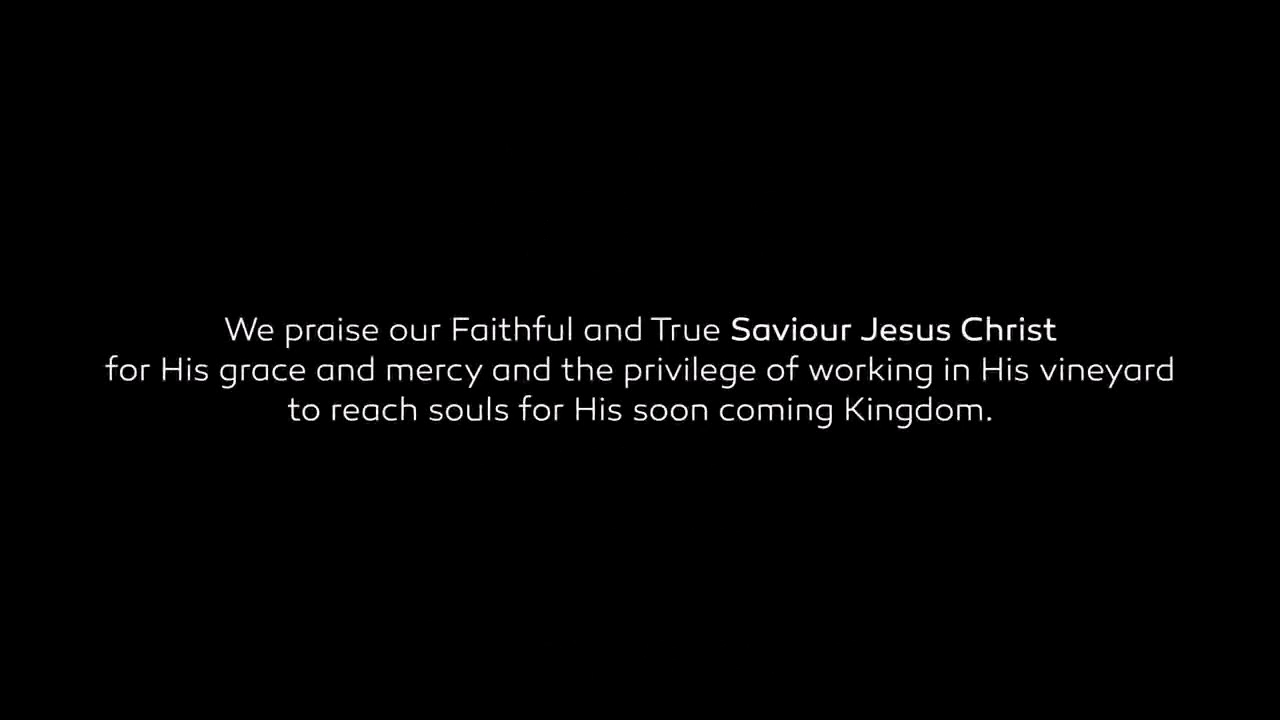 We praise our Faithful and True Saviour Jesus Christ
for His grace and mercy and the privilege of working in His vineyard
to reach souls for His soon coming Kingdom.